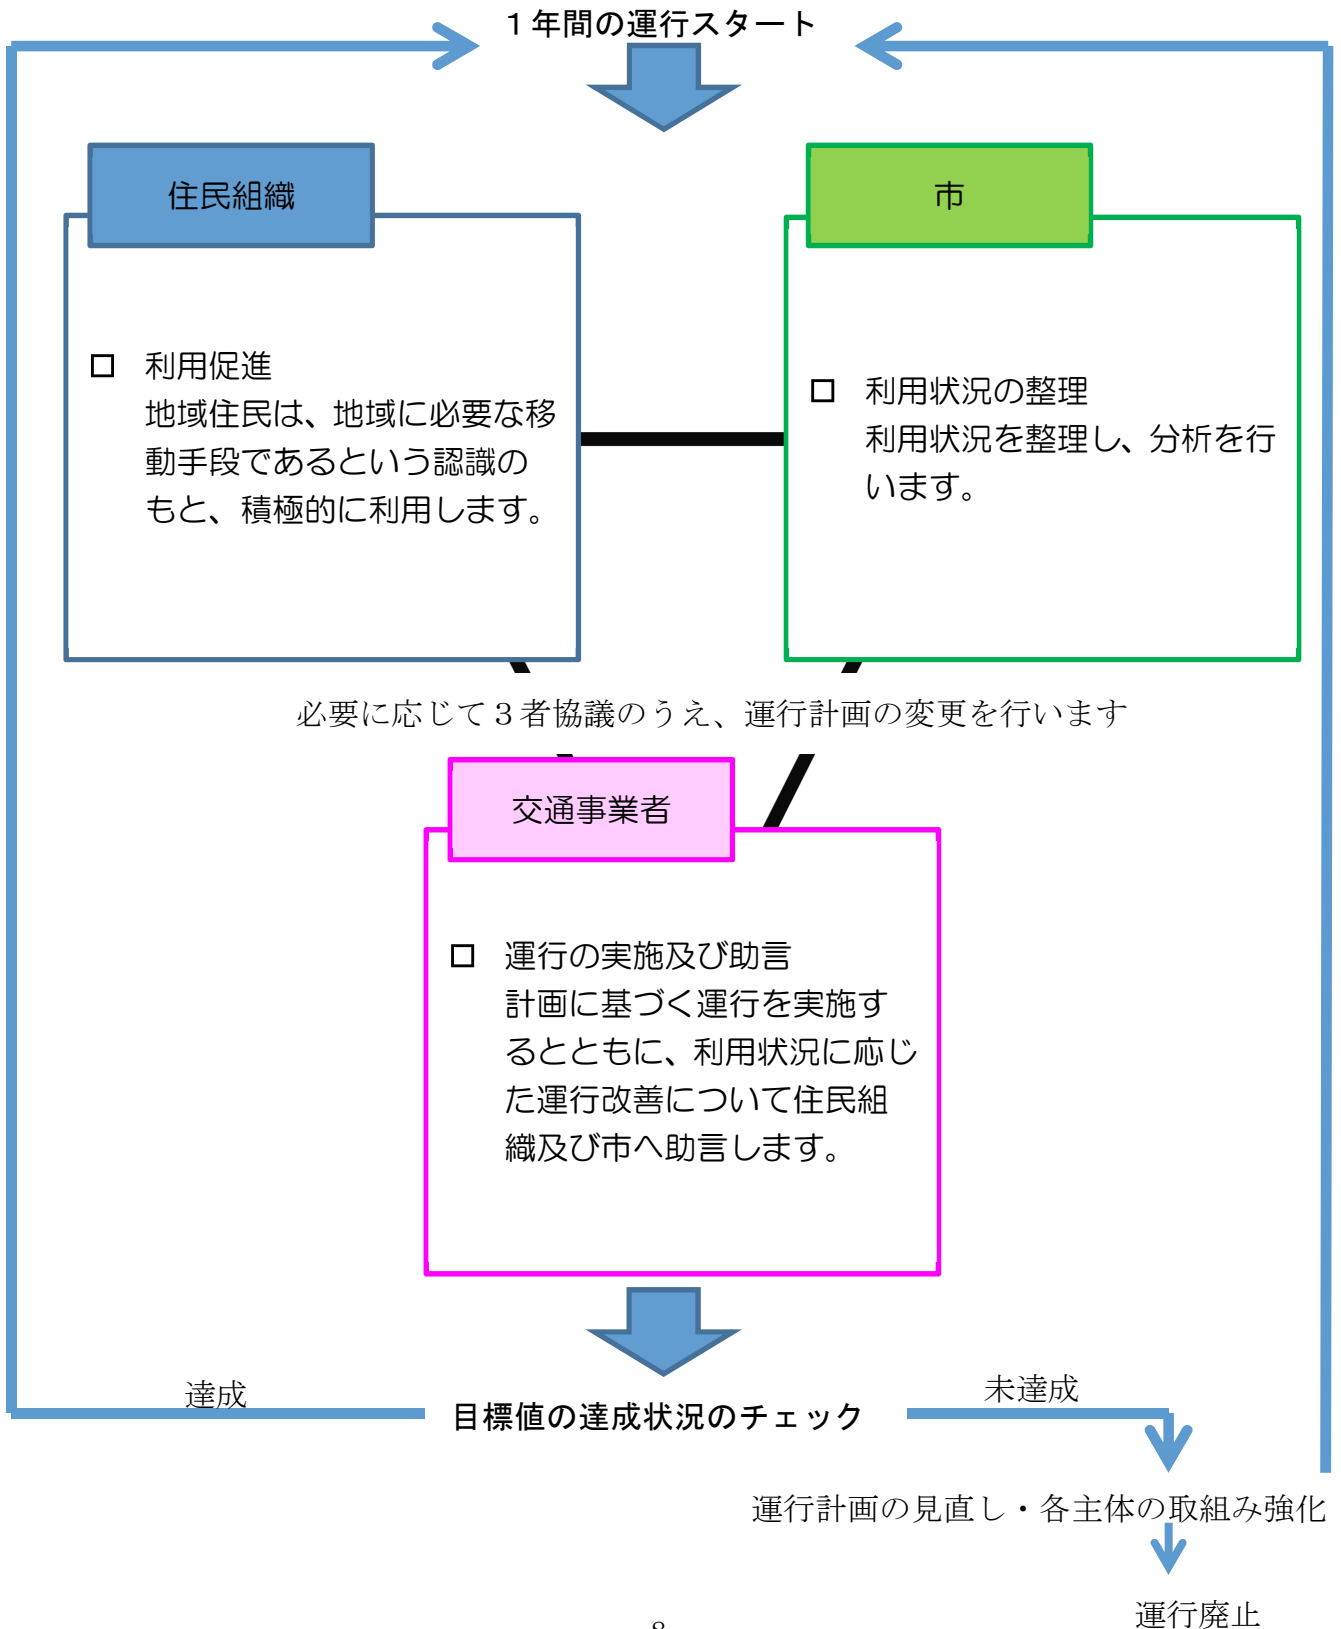 １年間の運行スタート
住民組織
□ 利用促進
地域住民は、地域に必要な移
動手段であるという認識の
もと、積極的に利用します。
市
□ 利用状況の整理
利用状況を整理し、分析を行
います。
必要に応じて３者協議のうえ、運行計画の変更を行います
交通事業者
□ 運行の実施及び助言
計画に基づく運行を実施す
るとともに、利用状況に応じ
た運行改善について住民組
織及び市へ助言します。
達成
目標値の達成状況のチェック
未達成
運行計画の見直し・各主体の取組み強化
運行廃止